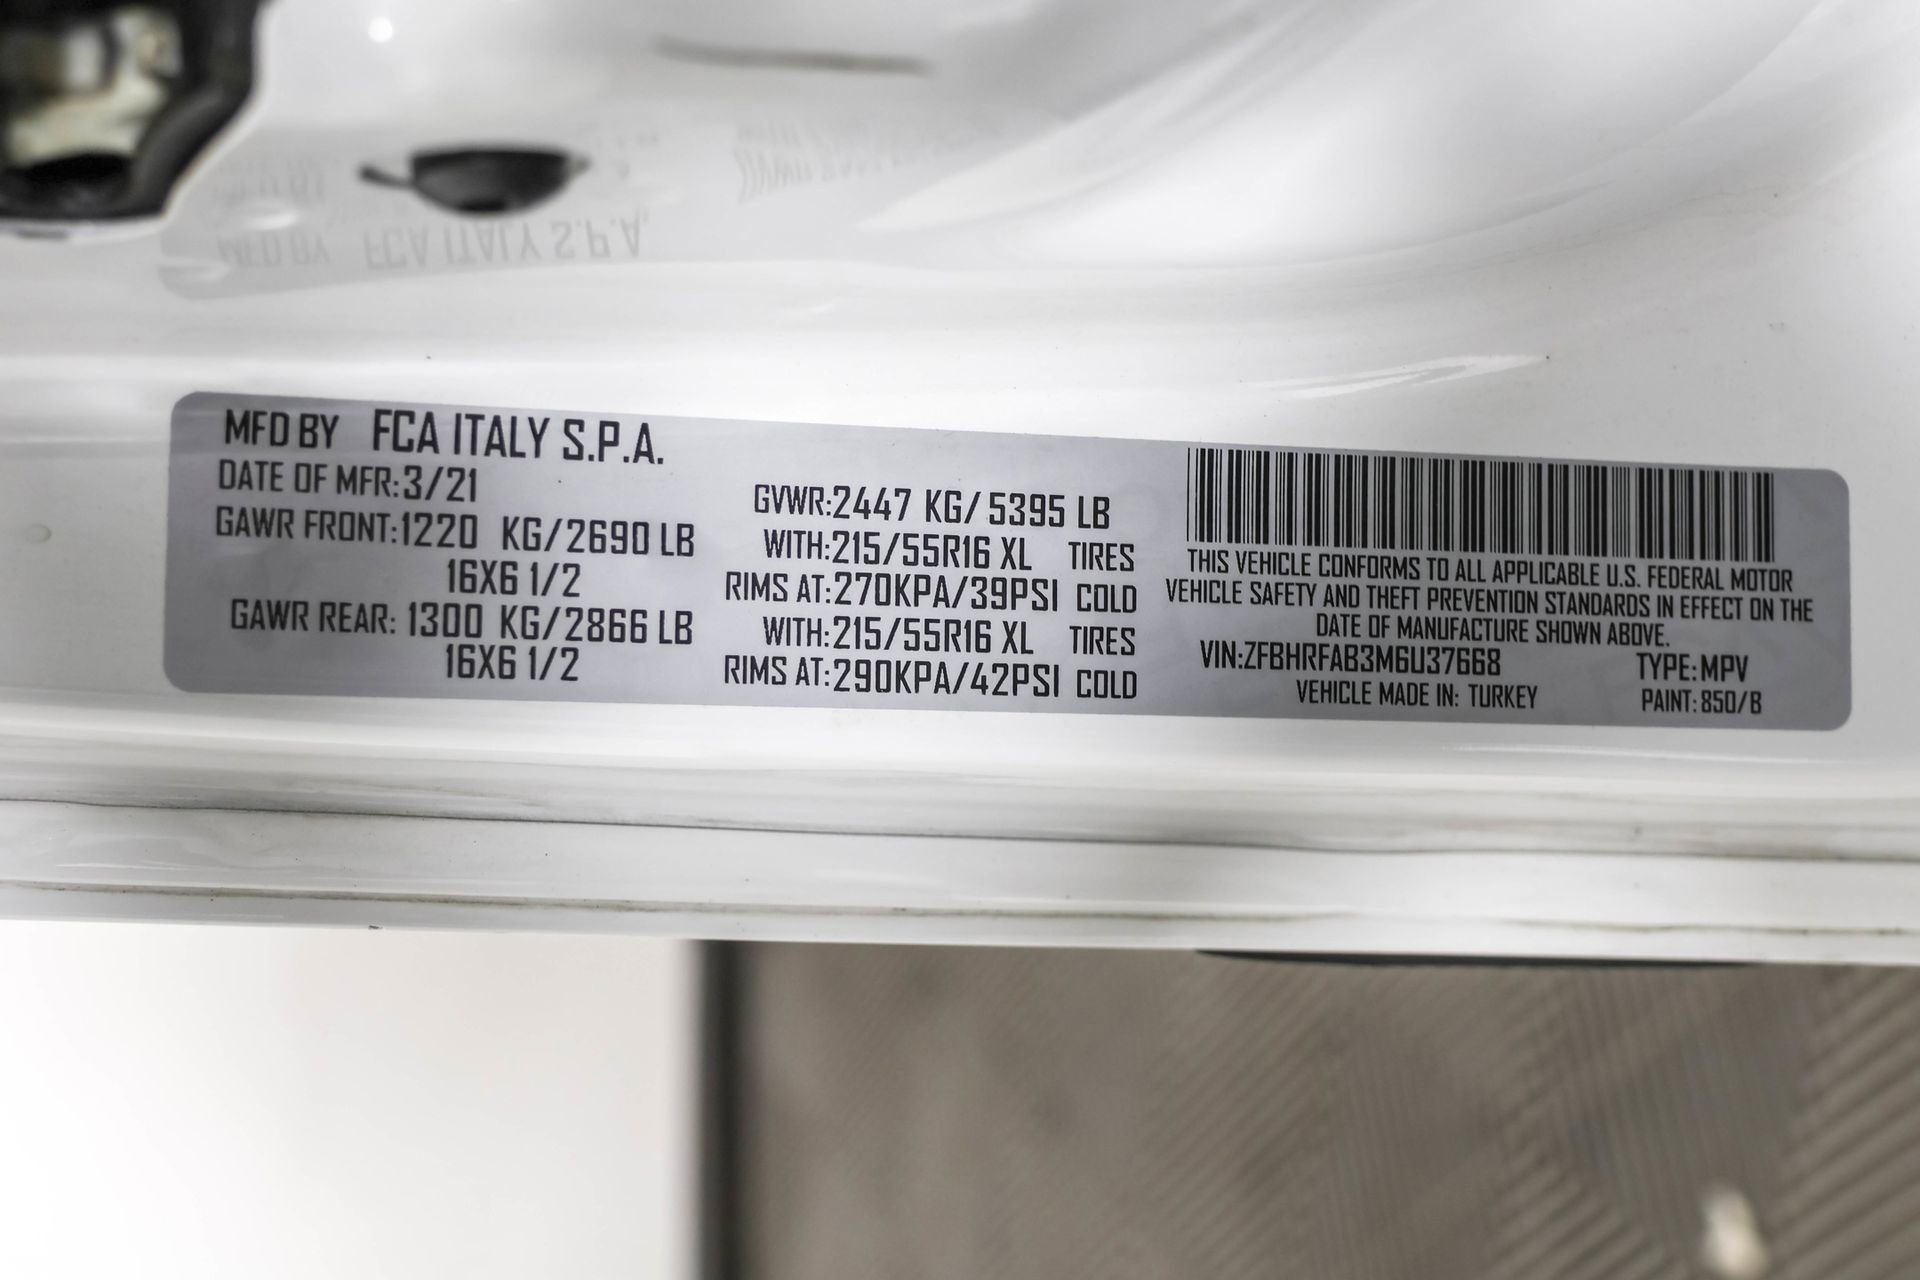 MFD BY FCA ITALY S.P.A.
DATE OF MFR:3/21
GAWR FRONT:1220 KG/2690 LB
16X6 1/2
GAWR REAR: 1300 KG/2866 LB
16X6 1/2
GVWR:2447 KG/5395 LB
WITH:215/55R16 XL TIRES
RIMS AT:270KPA/39PSI COLD
WITH:215/55R16 XL TIRES
RIMS AT:290KPA/42PSI COLD
THIS VEHICLE CONFORMS TO ALL APPLICABLE U.S. FEDERAL MOTOR
VEHICLE SAFETY AND THEFT PREVENTION STANDARDS IN EFFECT ON THE
DATE OF MANUFACTURE SHOWN ABOVE.
VIN:ZFBHRFAB3M6U37668 TYPE:MPV
VEHICLE MADE IN: TURKEY PAINT:850/B